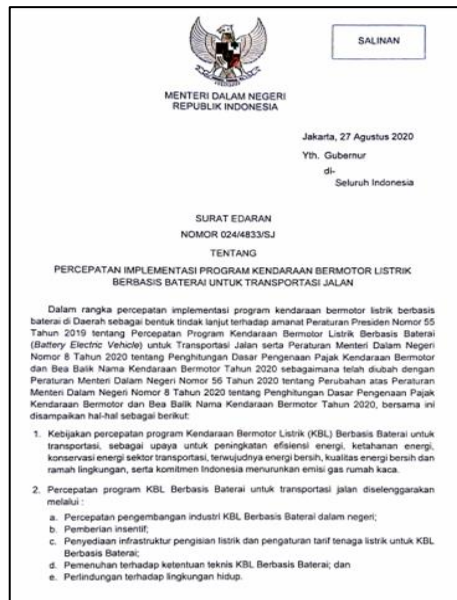 SALINAN
MENTERI DALAM NEGERI
REPUBLIK INDONESIA
Jakarta, 27 Agustus 2020
Yth. Gubernur
di-
Seluruh Indonesia
SURAT EDARAN
NOMOR 024/4833/SJ
TENTANG
PERCEPATAN IMPLEMENTASI PROGRAM KENDARAAN BERMOTOR LISTRIK
BERBASIS BATERAI UNTUK TRANSPORTASI JALAN
Dalam rangka percepatan implementasi program kendaraan bermotor listrik berbasis
baterai di Daerah sebagai bentuk tindak lanjut terhadap amanat Peraturan Presiden Nomor 55
Tahun 2019 tentang Percepatan Program Kendaraan Bermotor Listrik Berbasis Baterai
(Battery Electric Vehicle) untuk Transportasi Jalan serta Peraturan Menteri Dalam Negeri
Nomor 8 Tahun 2020 tentang Penghitungan Dasar Pengenaan Pajak Kendaraan Bermotor
dan Bea Balik Nama Kendaraan Bermotor Tahun 2020 sebagaimana telah diubah dengan
Peraturan Menteri Dalam Negeri Nomor 56 Tahun 2020 tentang Perubahan atas Peraturan
Menteri Dalam Negeri Nomor 8 Tahun 2020 tentang Penghitungan Dasar Pengenaan Pajak
Kendaraan Bermotor dan Bea Balik Nama Kendaraan Bermotor Tahun 2020, bersama ini
disampaikan hal-hal sebagai berikut:
1. Kebijakan percepatan program Kendaraan Bermotor Listrik (KBL) Berbasis Baterai untuk
transportasi, sebagai upaya untuk peningkatan efisiensi energi, ketahanan energi,
konservasi energi sektor transportasi, terwujudnya energi bersih, kualitas energi bersih dan
ramah lingkungan, serta komitmen Indonesia menurunkan emisi gas rumah kaca.
2. Percepatan program KBL Berbasis Baterai untuk transportasi jalan diselenggarakan
melalui :
a. Percepatan pengembangan industri KBL Berbasis Baterai dalam negeri;
b. Pemberian insentif;
c. Penyediaan infrastruktur pengisian listrik dan pengaturan tarif tenaga listrik untuk KBL
Berbasis Baterai;
d. Pemenuhan terhadap ketentuan teknis KBL Berbasis Baterai; dan
e. Perlindungan terhadap lingkungan hidup.